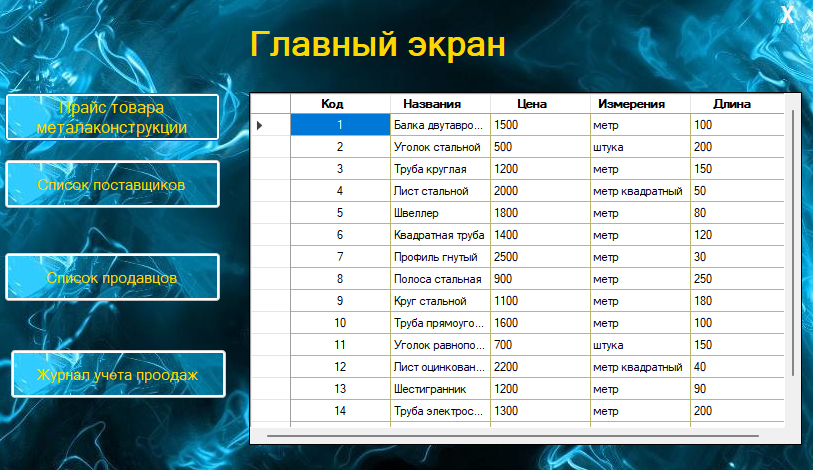 X
Главный экран
Прайс товара
металаконструкции
Список поставщиков
Список продавцов
Журнал учета проодаж
Код Названия Цена Измерения Длина
1 Балка двутавро... 1500 метр 100
2 Уголок стальной 500 штука 200
3 Труба круглая 1200 метр 150
4 Лист стальной 2000 метр квадратный 50
5 Швеллер 1800 метр 80
6 Квадратная труба 1400 метр 120
7 Профиль гнутый 2500 метр 30
8 Полоса стальная 900 метр 250
9 Круг стальной 1100 метр 180
10 Труба прямоуго... 1600 метр 100
11 Уголок равнопо... 700 штука 150
12 Лист оцинкован... 2200 метр квадратный 40
13 Шестигранник 1200 метр 90
14 Труба электрос... 1300 метр 200